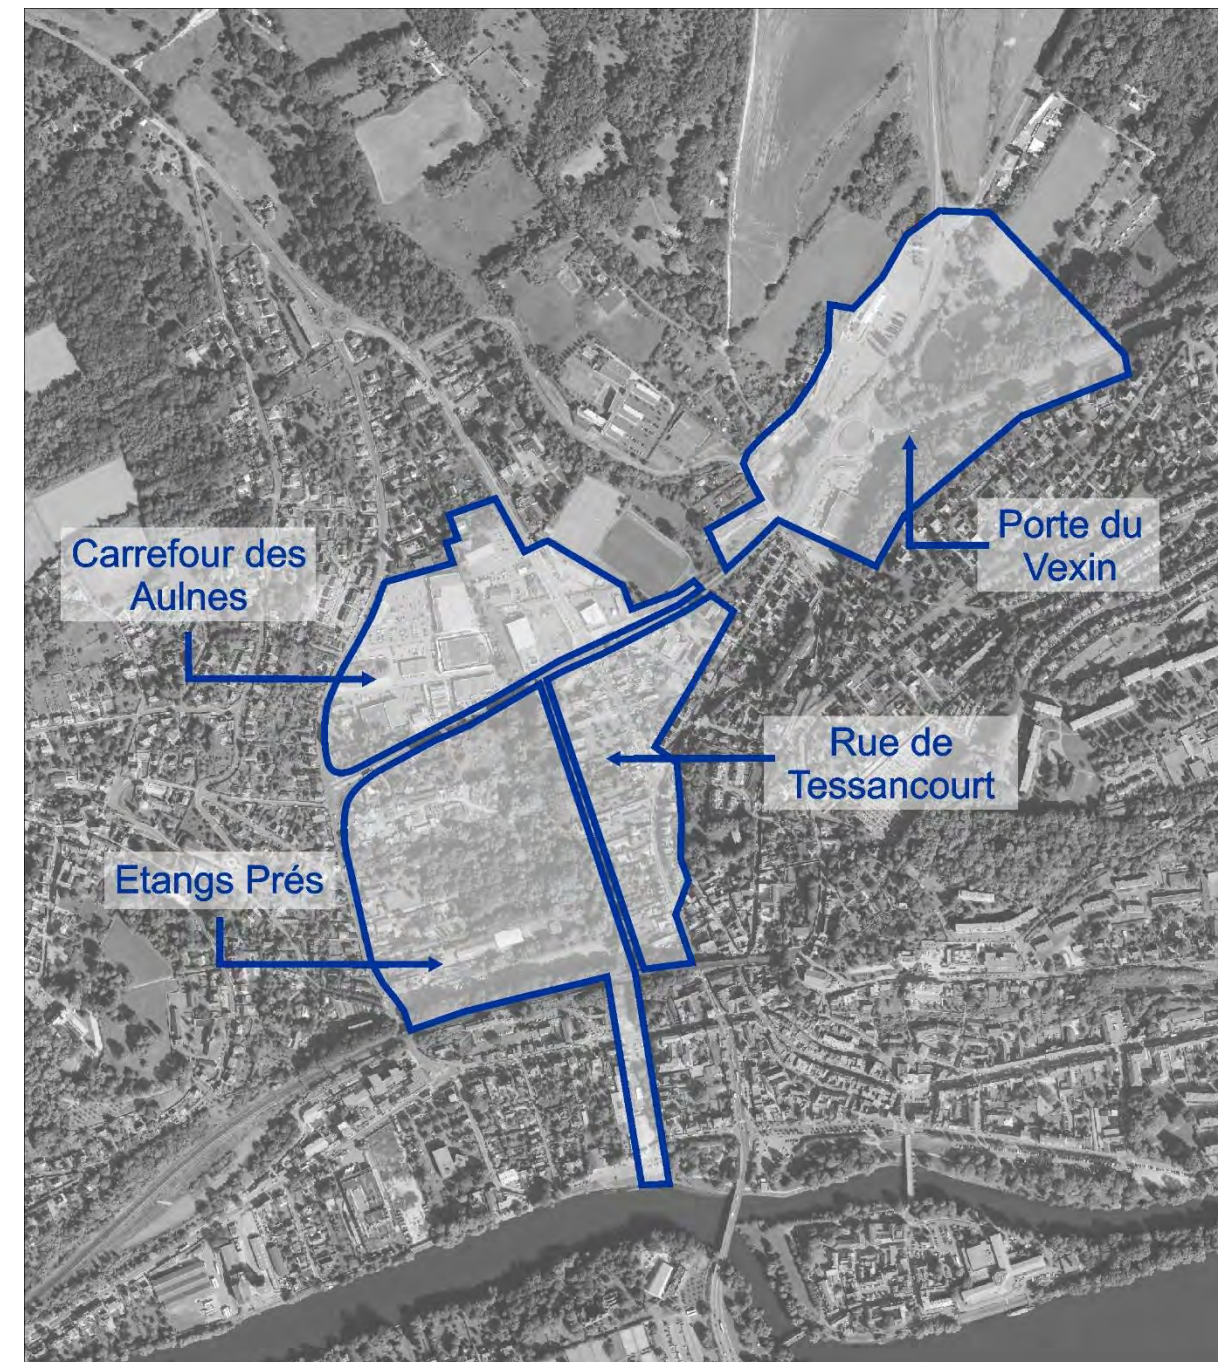 Carrefour des
Aulnes
Porte du
Vexin
Rue de
Tessancourt
Etangs Prés